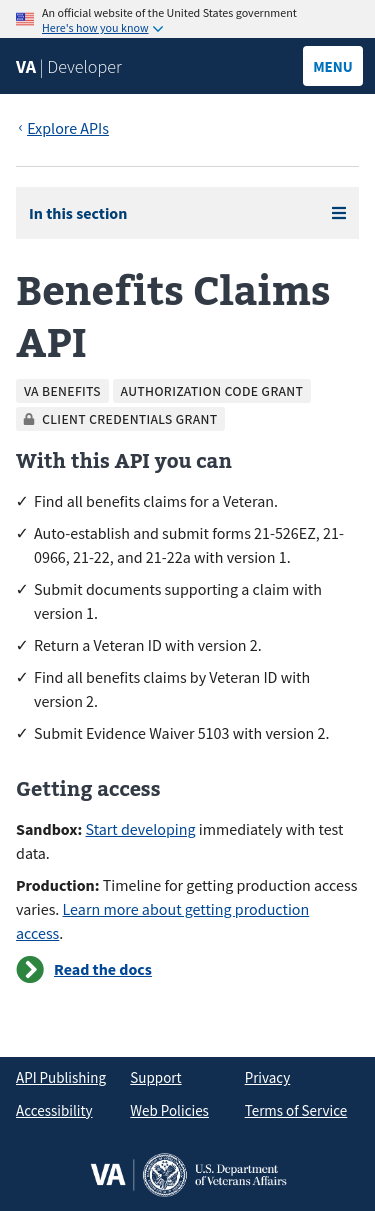 An official website of the United States government
Here's how you know
VA | Developer
MENU
‹ Explore APIs
In this section
Benefits Claims
API
VA BENEFITS
AUTHORIZATION CODE GRANT
CLIENT CREDENTIALS GRANT
With this API you can
✓ Find all benefits claims for a Veteran.
✓ Auto-establish and submit forms 21-526EZ, 21-
0966, 21-22, and 21-22a with version 1.
✓ Submit documents supporting a claim with
version 1.
✓ Return a Veteran ID with version 2.
✓ Find all benefits claims by Veteran ID with
version 2.
✓ Submit Evidence Waiver 5103 with version 2.
Getting access
Sandbox: Start developing immediately with test
data.
Production: Timeline for getting production access
varies. Learn more about getting production
access.
Read the docs
API Publishing Support Privacy
Accessibility Web Policies Terms of Service
VA | U.S. Department
of Veterans Affairs